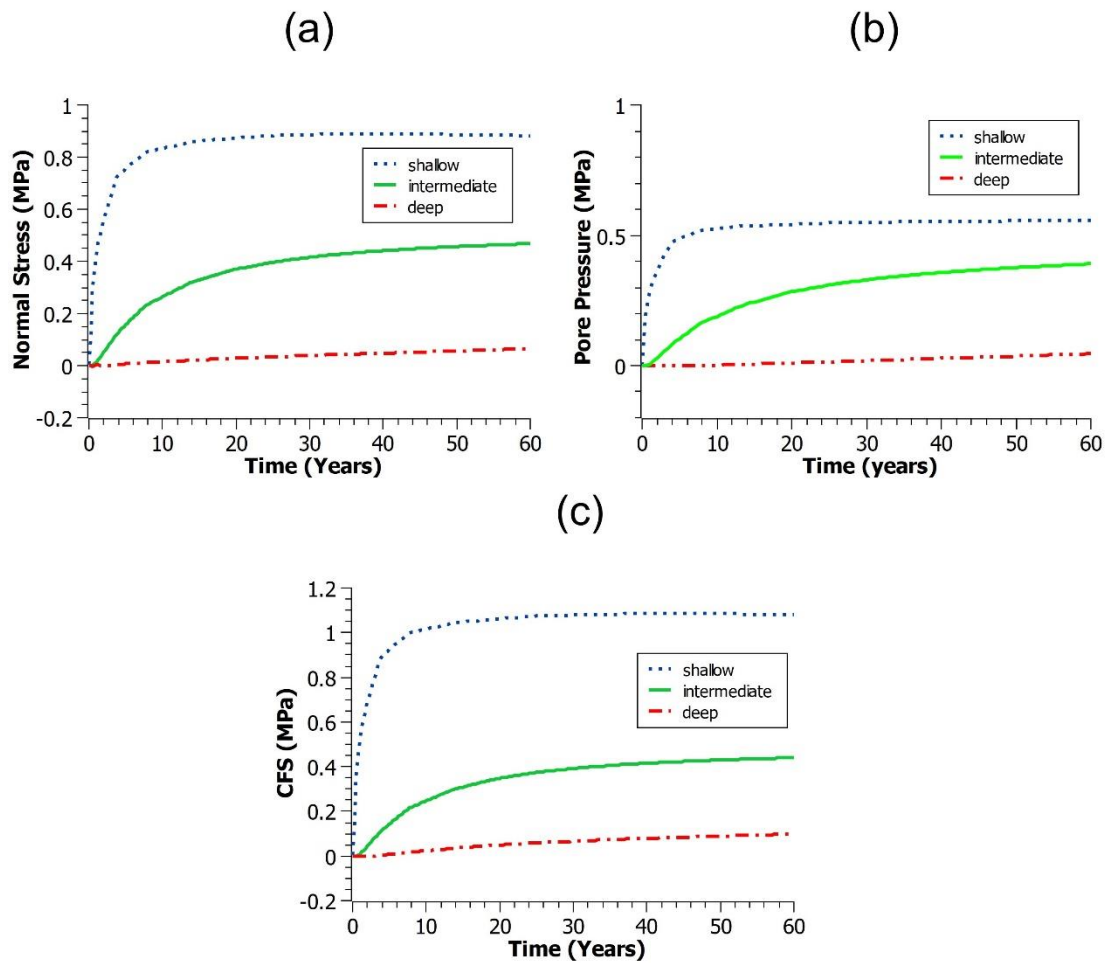 (a)
Normal Stress (MPa)
1
0.8
0.6
0.4
0.2
0
-0.2
0 10 20 30 40 50 60
Time (Years)
shallow
intermediate
deep
(b)
Pore Pressure (MPa)
1
0.5
0
0 10 20 30 40 50 60
Time (years)
shallow
intermediate
deep
(c)
CFS (MPa)
1.2
1
0.8
0.6
0.4
0.2
0
-0.2
0 10 20 30 40 50 60
Time (Years)
shallow
intermediate
deep